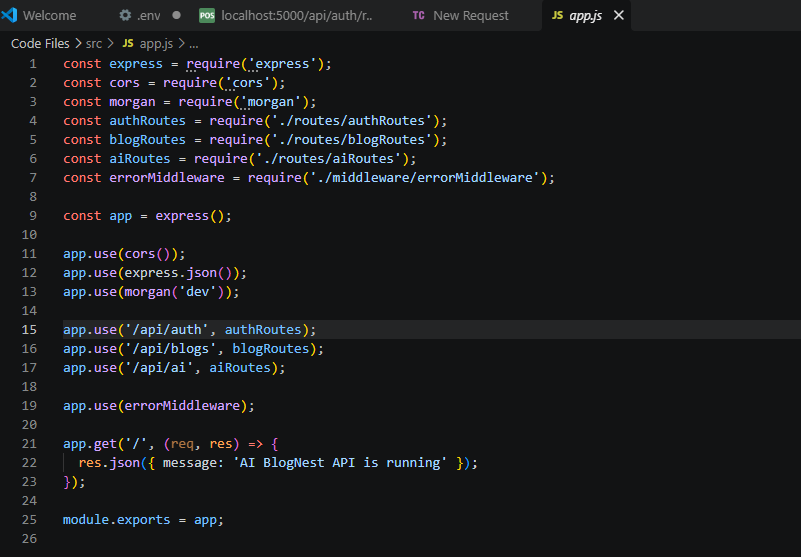 Welcome .env localhost:5000/api/auth/r.. New Request app.js
POS TC JS
Code Files > src > JS app.js > ...
1 const express = require('express');
2 const cors = require('cors');
3 const morgan = require('morgan');
4 const authRoutes = require('./routes/authRoutes');
5 const blogRoutes = require('./routes/blogRoutes');
6 const aiRoutes = require('./routes/aiRoutes');
7 const errorMiddleware = require('./middleware/errorMiddleware');
8
9 const app = express();
10
11 app.use(cors());
12 app.use(express.json());
13 app.use(morgan('dev'));
14
15 app.use('/api/auth', authRoutes);
16 app.use('/api/blogs', blogRoutes);
17 app.use('/api/ai', aiRoutes);
18
19 app.use(errorMiddleware);
20
21 app.get('/', (req, res) => {
22   res.json({ message: 'AI BlogNest API is running' });
23 });
24
25 module.exports = app;
26